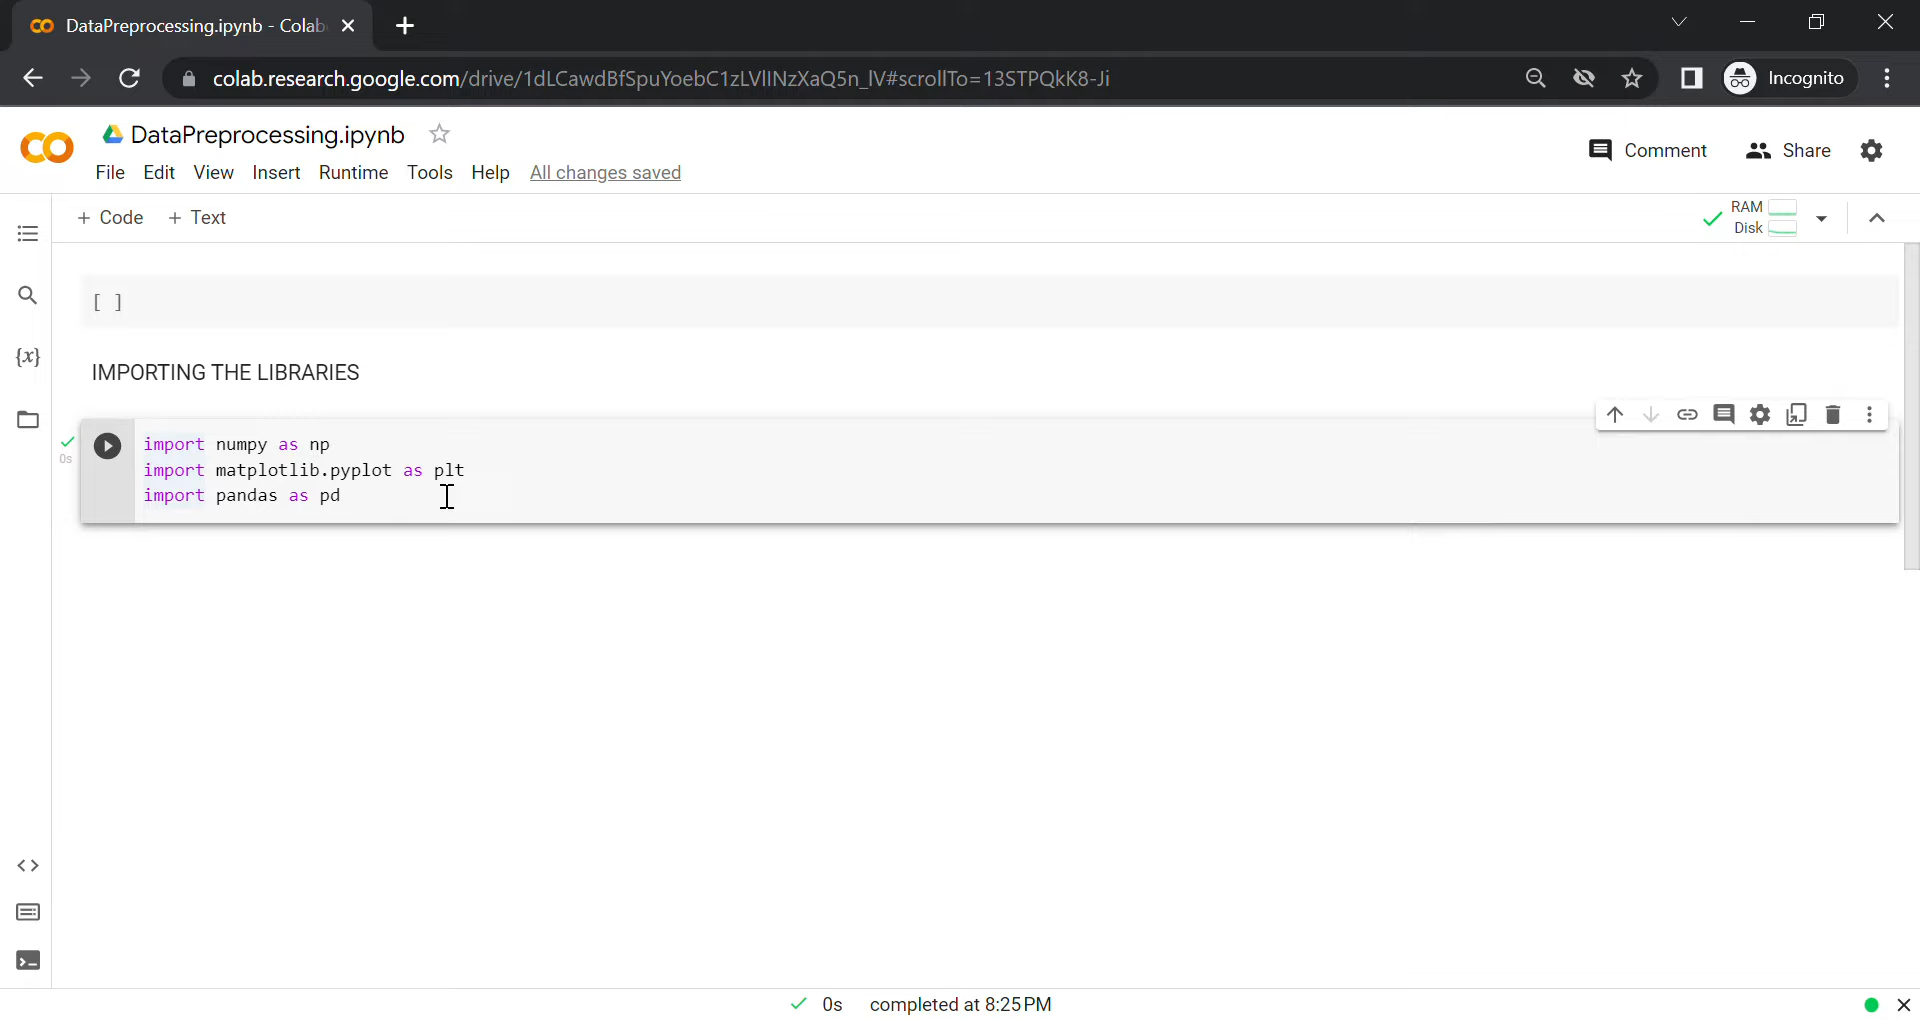 DataPreprocessing.ipynb - Colab
colab.research.google.com/drive/1dLCawdBfSpuYoebC1zLVlINzXaQ5n_lV#scrollTo=13STPQkK8-Ji
Incognito
DataPreprocessing.ipynb
File Edit View Insert Runtime Tools Help All changes saved
Comment Share
+ Code + Text
RAM
Disk
{x}
[ ]
IMPORTING THE LIBRARIES
0s
import numpy as np
import matplotlib.pyplot as plt
import pandas as pd
0s completed at 8:25 PM